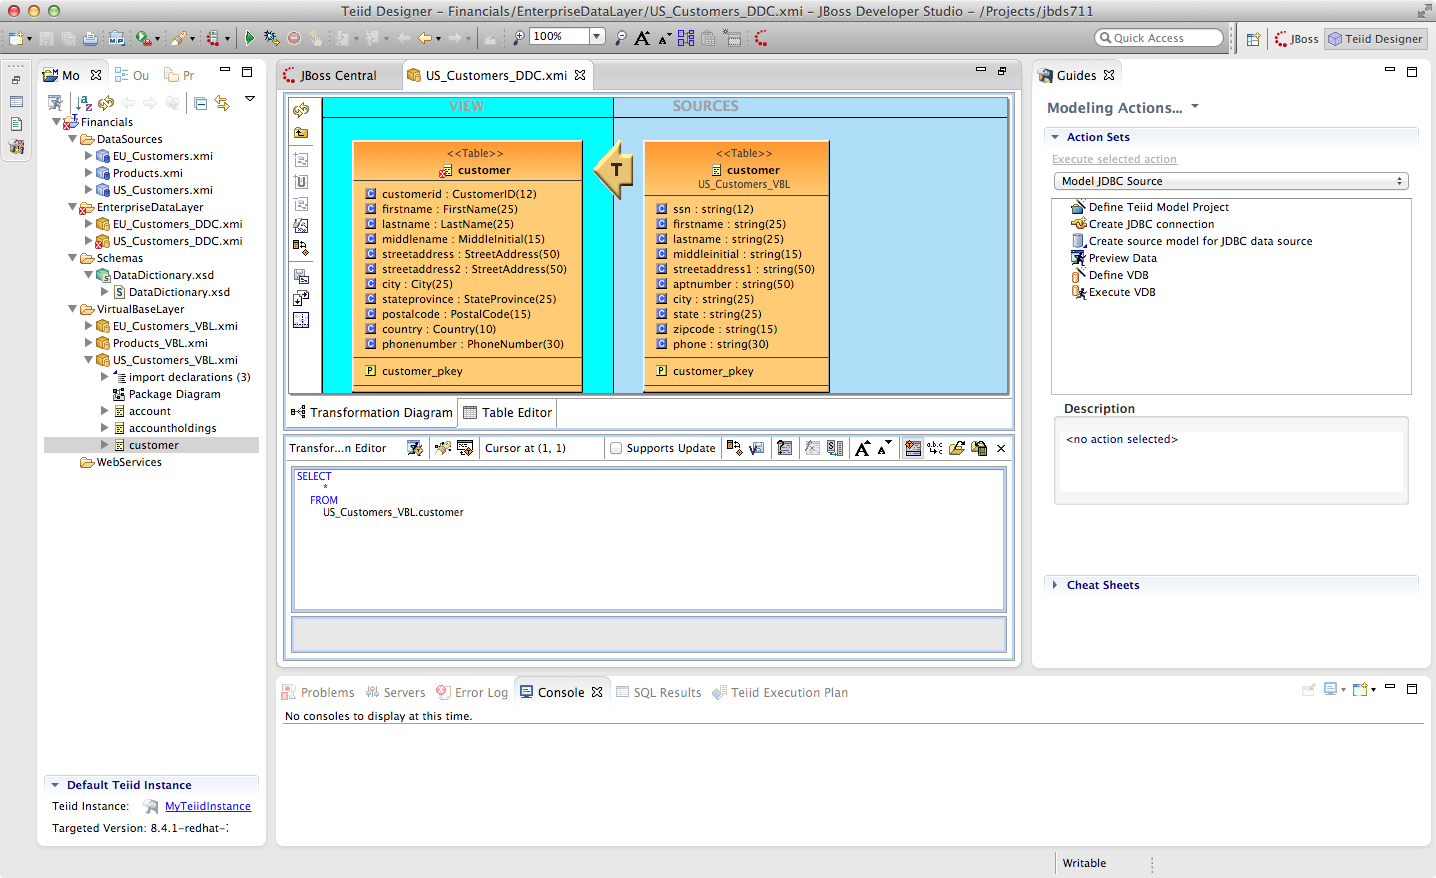 Teiid Designer – Financials/EnterpriseDataLayer/US_Customers_DDC.xmi – JBoss Developer Studio – /Projects/jbds711
100%
Quick Access
JBoss
Teiid Designer
Mo
Ou
Pr
Financials
DataSources
EU_Customers.xmi
Products.xmi
US_Customers.xmi
EnterpriseDataLayer
EU_Customers_DDC.xmi
US_Customers_DDC.xmi
Schemas
DataDictionary.xsd
DataDictionary.xsd
VirtualBaseLayer
EU_Customers_VBL.xmi
Products_VBL.xmi
US_Customers_VBL.xmi
import declarations (3)
Package Diagram
account
accountholdings
customer
WebServices
Default Teiid Instance
Teiid Instance: MyTeiidInstance
Targeted Version: 8.4.1-redhat-
JBoss Central
US_Customers_DDC.xmi
VIEW
SOURCES
<<Table>>
customer
customerid : CustomerID(12)
firstname : FirstName(25)
lastname : LastName(25)
middlename : MiddleInitial(15)
streetaddress : StreetAddress(50)
streetaddress2 : StreetAddress(50)
city : City(25)
stateprovince : StateProvince(25)
postalcode : PostalCode(15)
country : Country(10)
phonenumber : PhoneNumber(30)
customer_pkey
T
<<Table>>
customer
US_Customers_VBL
ssn : string(12)
firstname : string(25)
lastname : string(25)
middleinitial : string(15)
streetaddress1 : string(50)
aptnumber : string(50)
city : string(25)
state : string(25)
zipcode : string(15)
phone : string(30)
customer_pkey
Transformation Diagram
Table Editor
Transfor...n Editor
Cursor at (1, 1)
Supports Update
SELECT
*
FROM
US_Customers_VBL.customer
Guides
Modeling Actions...
Action Sets
Execute selected action
Model JDBC Source
Define Teiid Model Project
Create JDBC connection
Create source model for JDBC data source
Preview Data
Define VDB
Execute VDB
Description
<no action selected>
Cheat Sheets
Problems
Servers
Error Log
Console
SQL Results
Teiid Execution Plan
No consoles to display at this time.
Writable